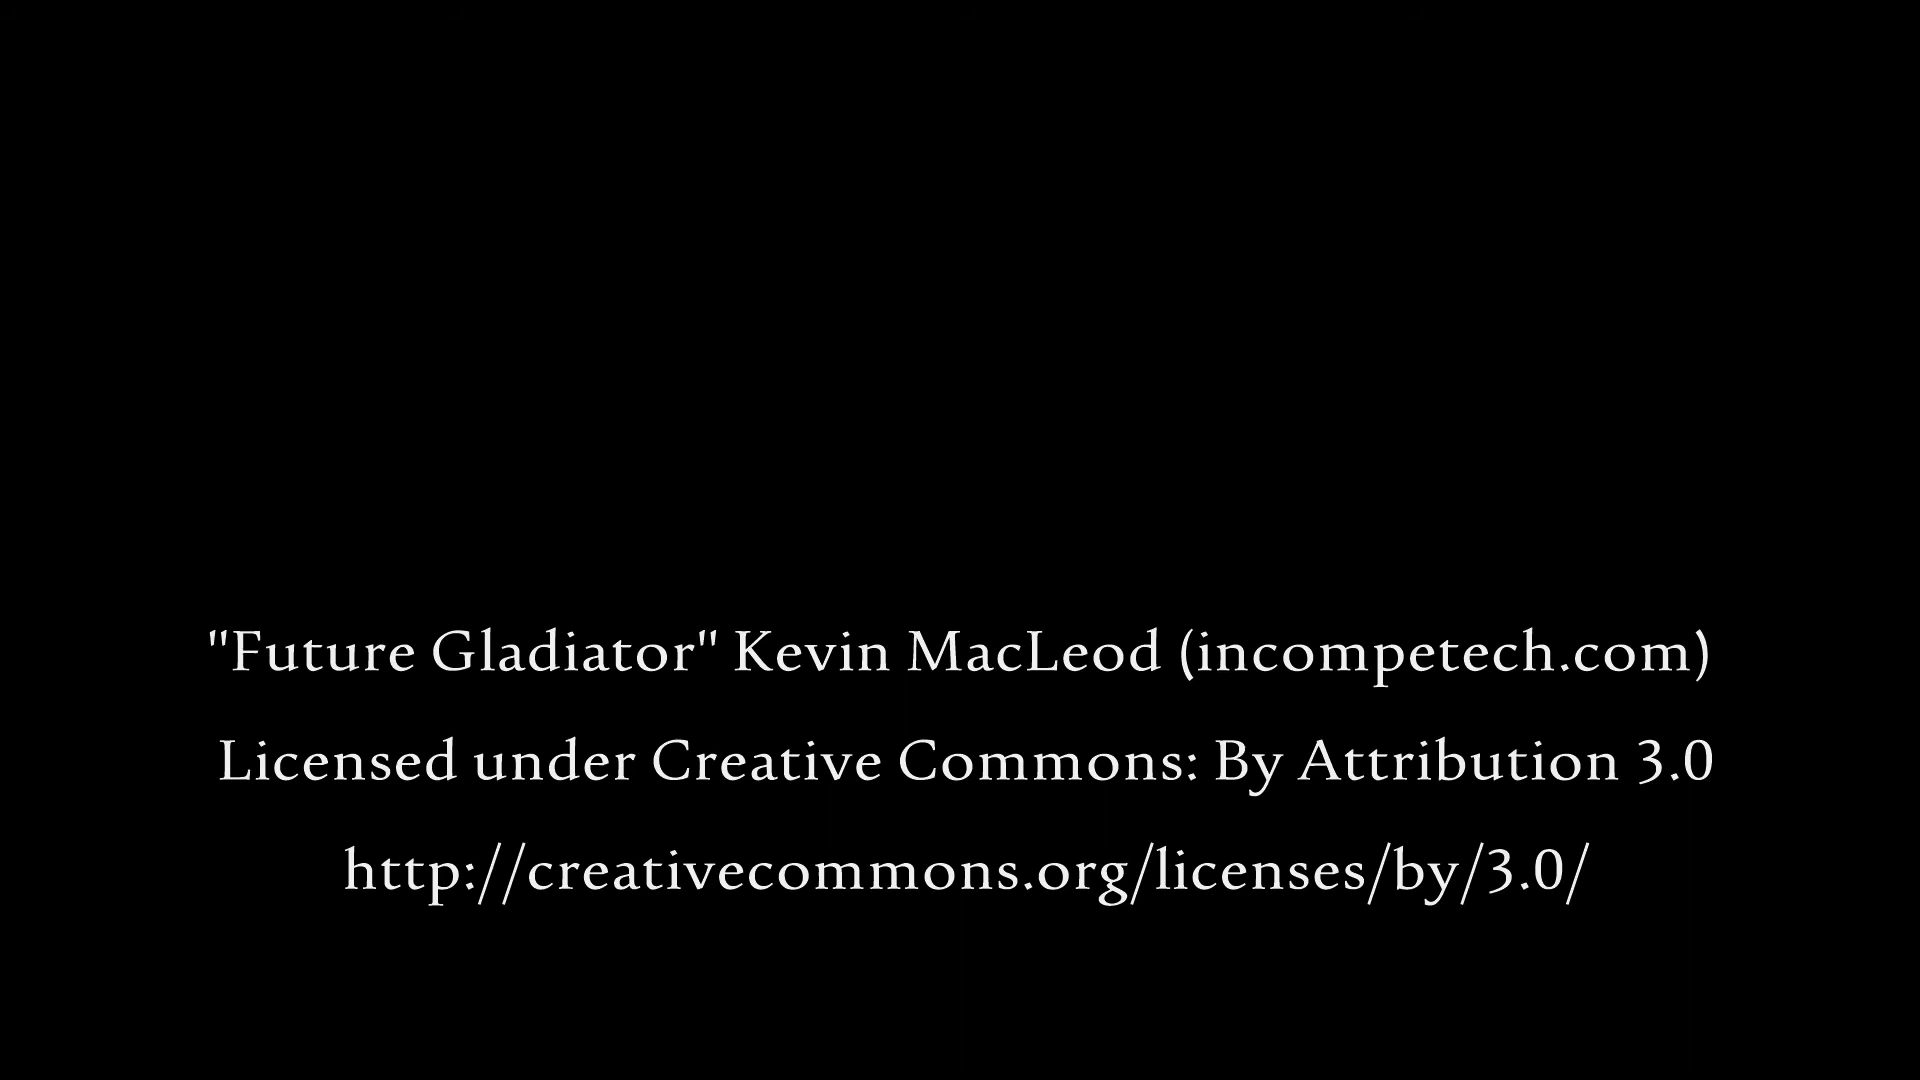 "Future Gladiator" Kevin MacLeod (incompetech.com)
Licensed under Creative Commons: By Attribution 3.0
http://creativecommons.org/licenses/by/3.0/